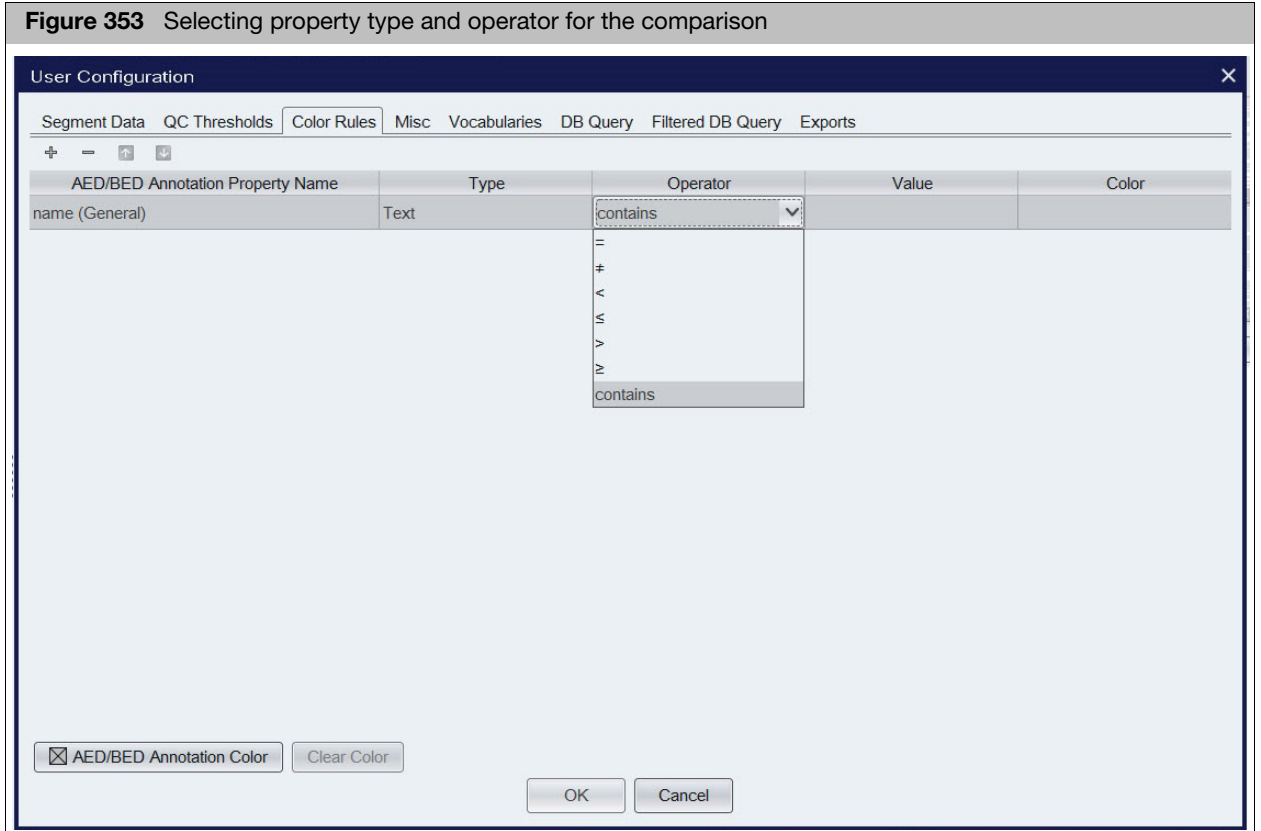 Figure 353 Selecting property type and operator for the comparison
User Configuration
Segment Data QC Thresholds Color Rules Misc Vocabularies DB Query Filtered DB Query Exports
AED/BED Annotation Property Name Type Operator Value Color
name (General) Text contains
=
≠
<
≤
>
≥
contains
AED/BED Annotation Color Clear Color
OK Cancel